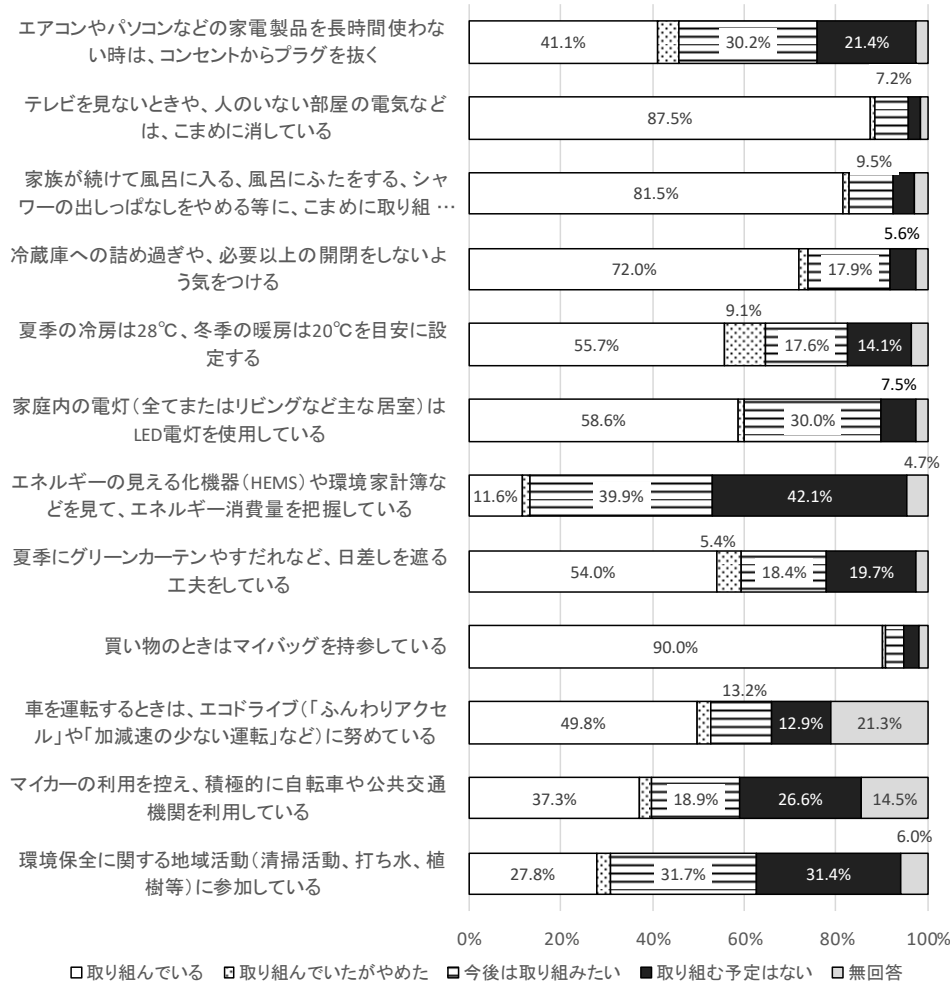 エアコンやパソコンなどの家電製品を長時間使わな
い時は、コンセントからプラグを抜く
41.1%
30.2%
21.4%
テレビを見ないときや、人のいない部屋の電気など
は、こまめに消している
87.5%
7.2%
家族が続けて風呂に入る、風呂にふたをする、シャ
ワーの出しっぱなしをやめる等に、こまめに取り組 …
81.5%
9.5%
冷蔵庫への詰め過ぎや、必要以上の開閉をしないよ
う気をつける
72.0%
17.9%
5.6%
夏季の冷房は28℃、冬季の暖房は20℃を目安に設
定する
55.7%
9.1%
17.6%
14.1%
家庭内の電灯（全てまたはリビングなど主な居室）は
LED電灯を使用している
58.6%
30.0%
7.5%
エネルギーの見える化機器（HEMS）や環境家計簿な
どを見て、エネルギー消費量を把握している
11.6%
39.9%
42.1%
4.7%
夏季にグリーンカーテンやすだれなど、日差しを遮る
工夫をしている
54.0%
5.4%
18.4%
19.7%
買い物のときはマイバッグを持参している
90.0%
車を運転するときは、エコドライブ（「ふんわりアクセ
ル」や「加減速の少ない運転」など）に努めている
49.8%
13.2%
12.9%
21.3%
マイカーの利用を控え、積極的に自転車や公共交通
機関を利用している
37.3%
18.9%
26.6%
14.5%
環境保全に関する地域活動（清掃活動、打ち水、植
樹等）に参加している
27.8%
31.7%
31.4%
6.0%
0% 20% 40% 60% 80% 100%
取り組んでいる 取り組んでいたがやめた 今後は取り組みたい 取り組む予定はない 無回答